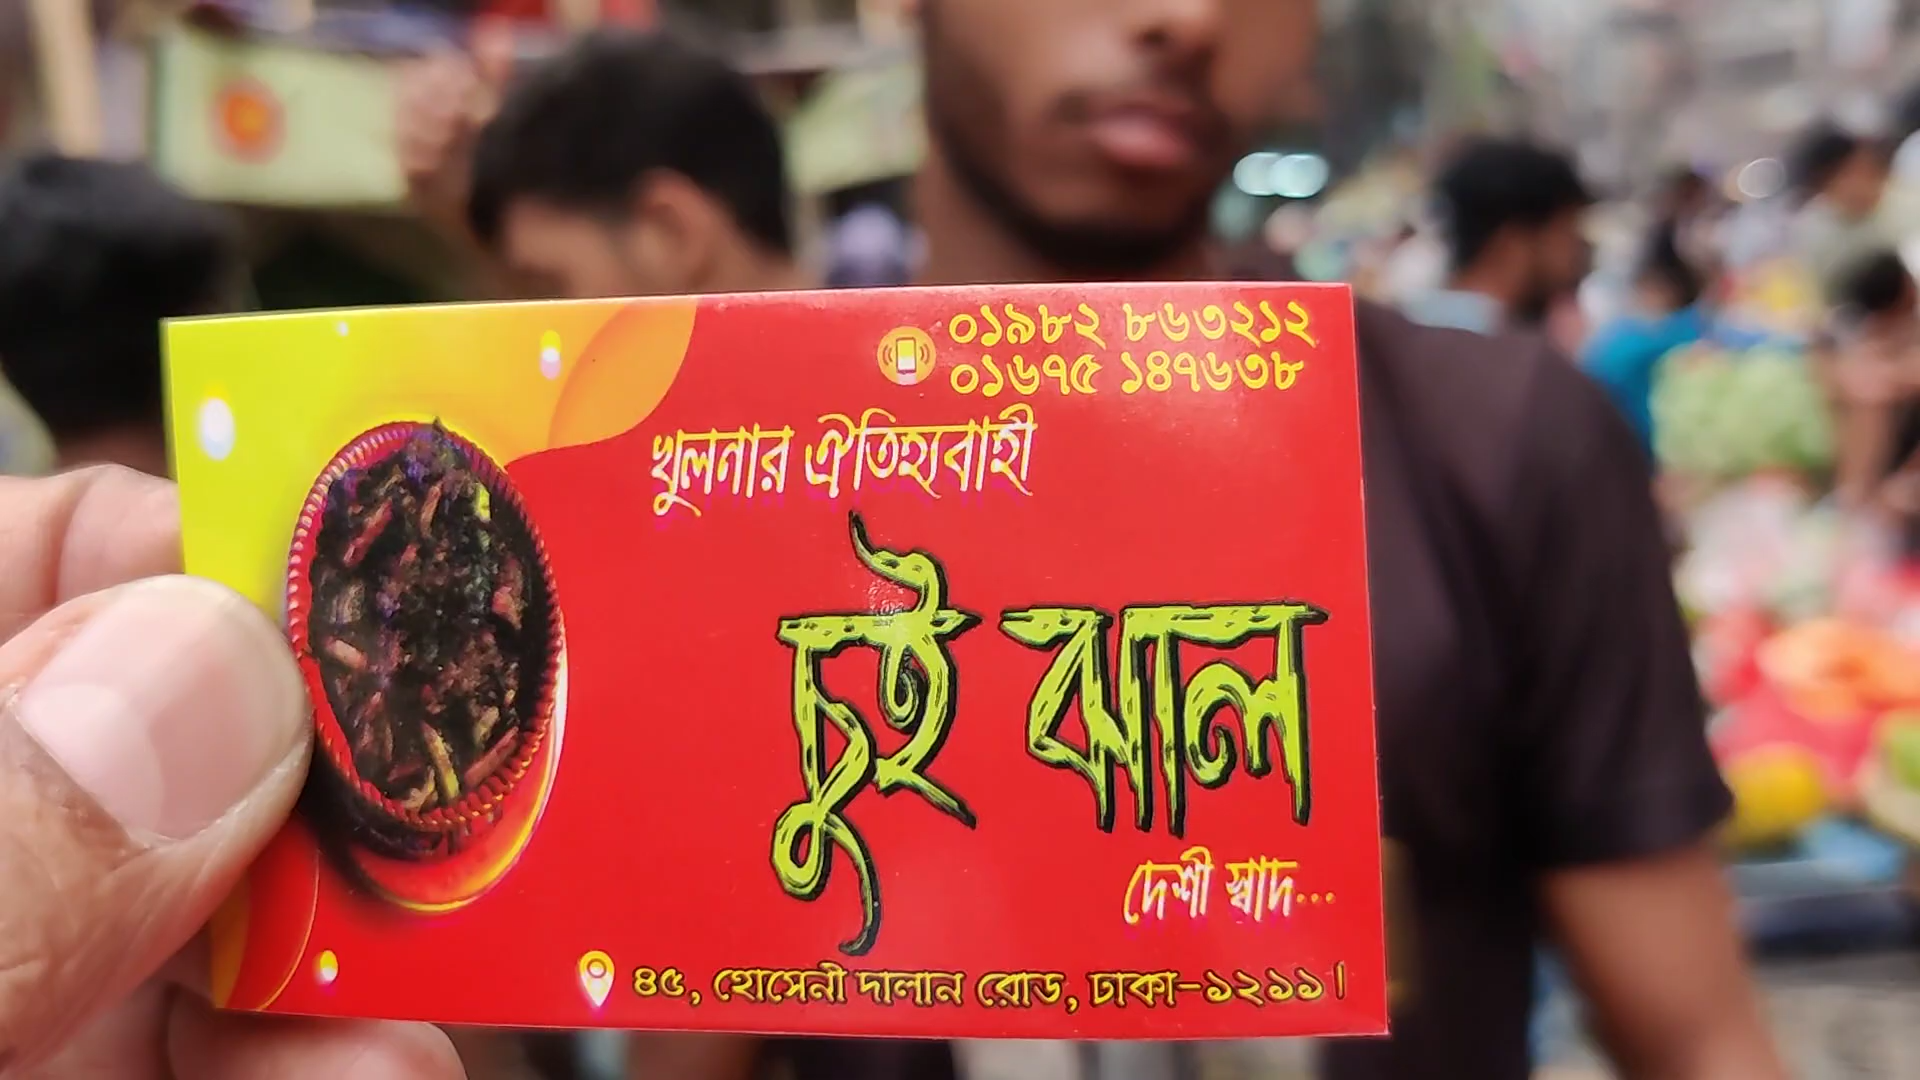 ০১৯৮২ ৮৬৩২১২
০১৬৭৫ ১৪৭৬৩৮
খুলনার ঐতিহ্যবাহী
চুই ঝাল
দেশী স্বাদ...
৪৫, হোসেনী দালান রোড, ঢাকা-১২১১।